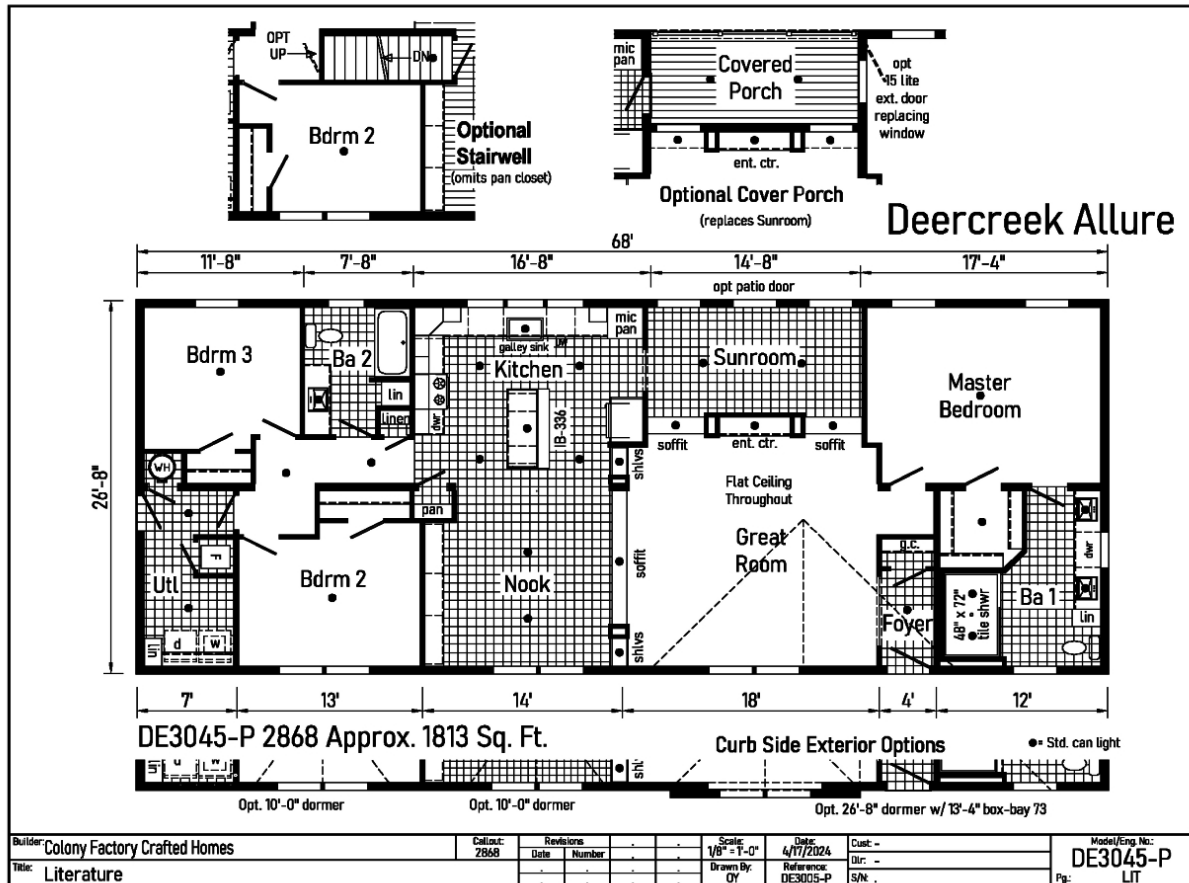 OPT
UP
DN
Bdrm 2
Optional
Stairwell
(omits pan closet)
mic
pan
Covered
Porch
opt
15 lite
ext. door
replacing
window
ent. ctr.
Optional Cover Porch
(replaces Sunroom)
Deercreek Allure
68'
11'-8"
7'-8"
16'-8"
14'-8"
17'-4"
opt patio door
26'-8"
Bdrm 3
Ba 2
lin
linen
galley sink
dw
mic
pan
Kitchen
dwr
IB-336
Sunroom
soffit
ent. ctr.
soffit
Master
Bedroom
WH
pan
shlvs
Flat Ceiling
Throughout
Great
Room
F
Utl
Bdrm 2
Nook
soffit
g.c.
Foyer
48" X 72"
tile shwr
Ba 1
dwr
lin
lin
d
w
shlvs
7'
13'
14'
18'
4'
12'
DE3045-P 2868 Approx. 1813 Sq. Ft.
Curb Side Exterior Options
= Std. can light
Opt. 10'-0" dormer
Opt. 10'-0" dormer
Opt. 26'-8" dormer w/ 13'-4" box-bay 73
Builder: Colony Factory Crafted Homes
Title: Literature
Callout:
2868
Revisions
Date Number
Scale:
1/8" = 1'-0"
Drawn By:
OY
Date:
4/17/2024
Reference:
DE3005-P
Cust: -
Dlr: -
S/N: .
Model/Eng. No.:
DE3045-P
Pg.: LIT